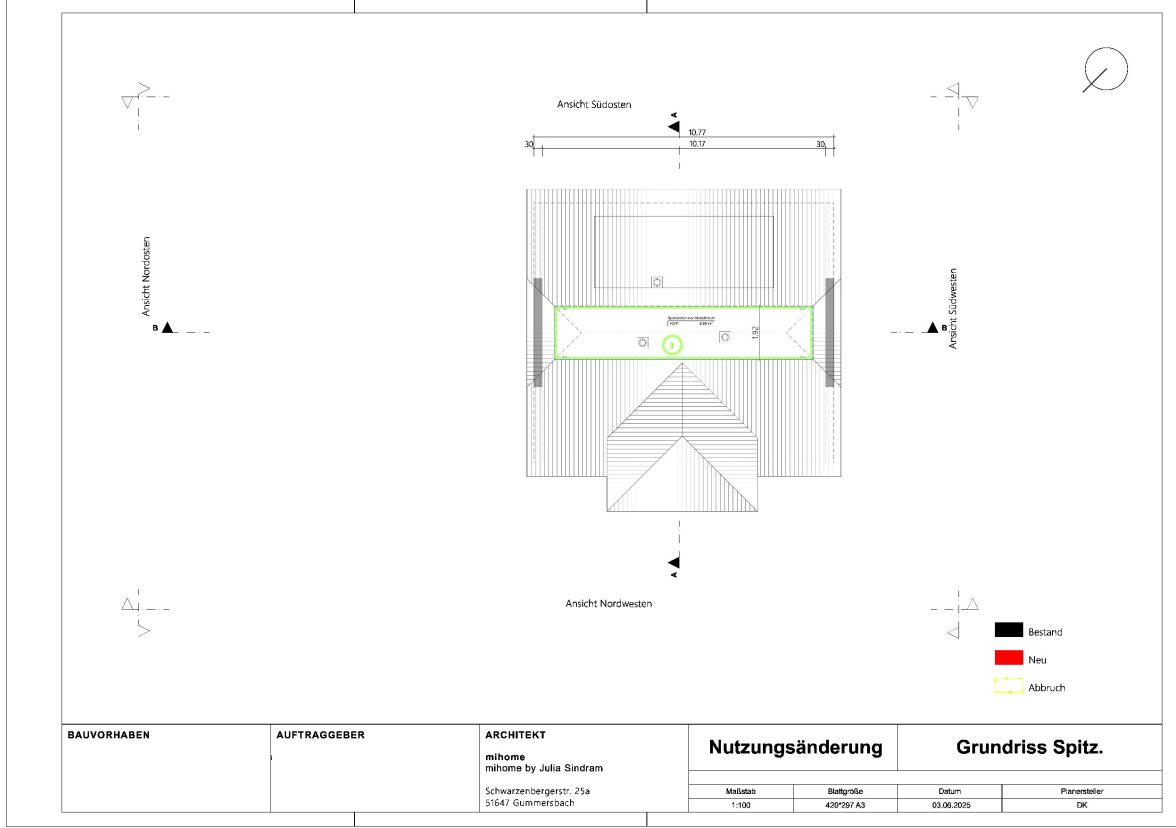 Ansicht Südosten
A
10.77
30
10.17
30
Ansicht Nordosten
Ansicht Südwesten
B
B
1.92
3
A
Ansicht Nordwesten
Bestand
Neu
Abbruch
BAUVORHABEN
AUFTRAGGEBER
ARCHITEKT
mihome
mihome by Julia Sindram
Schwarzenbergerstr. 25a
51647 Gummersbach
Nutzungsänderung
Grundriss Spitz.
Maßstab
Blattgröße
Datum
Planersteller
1:100
420*297 A3
03.06.2025
DK